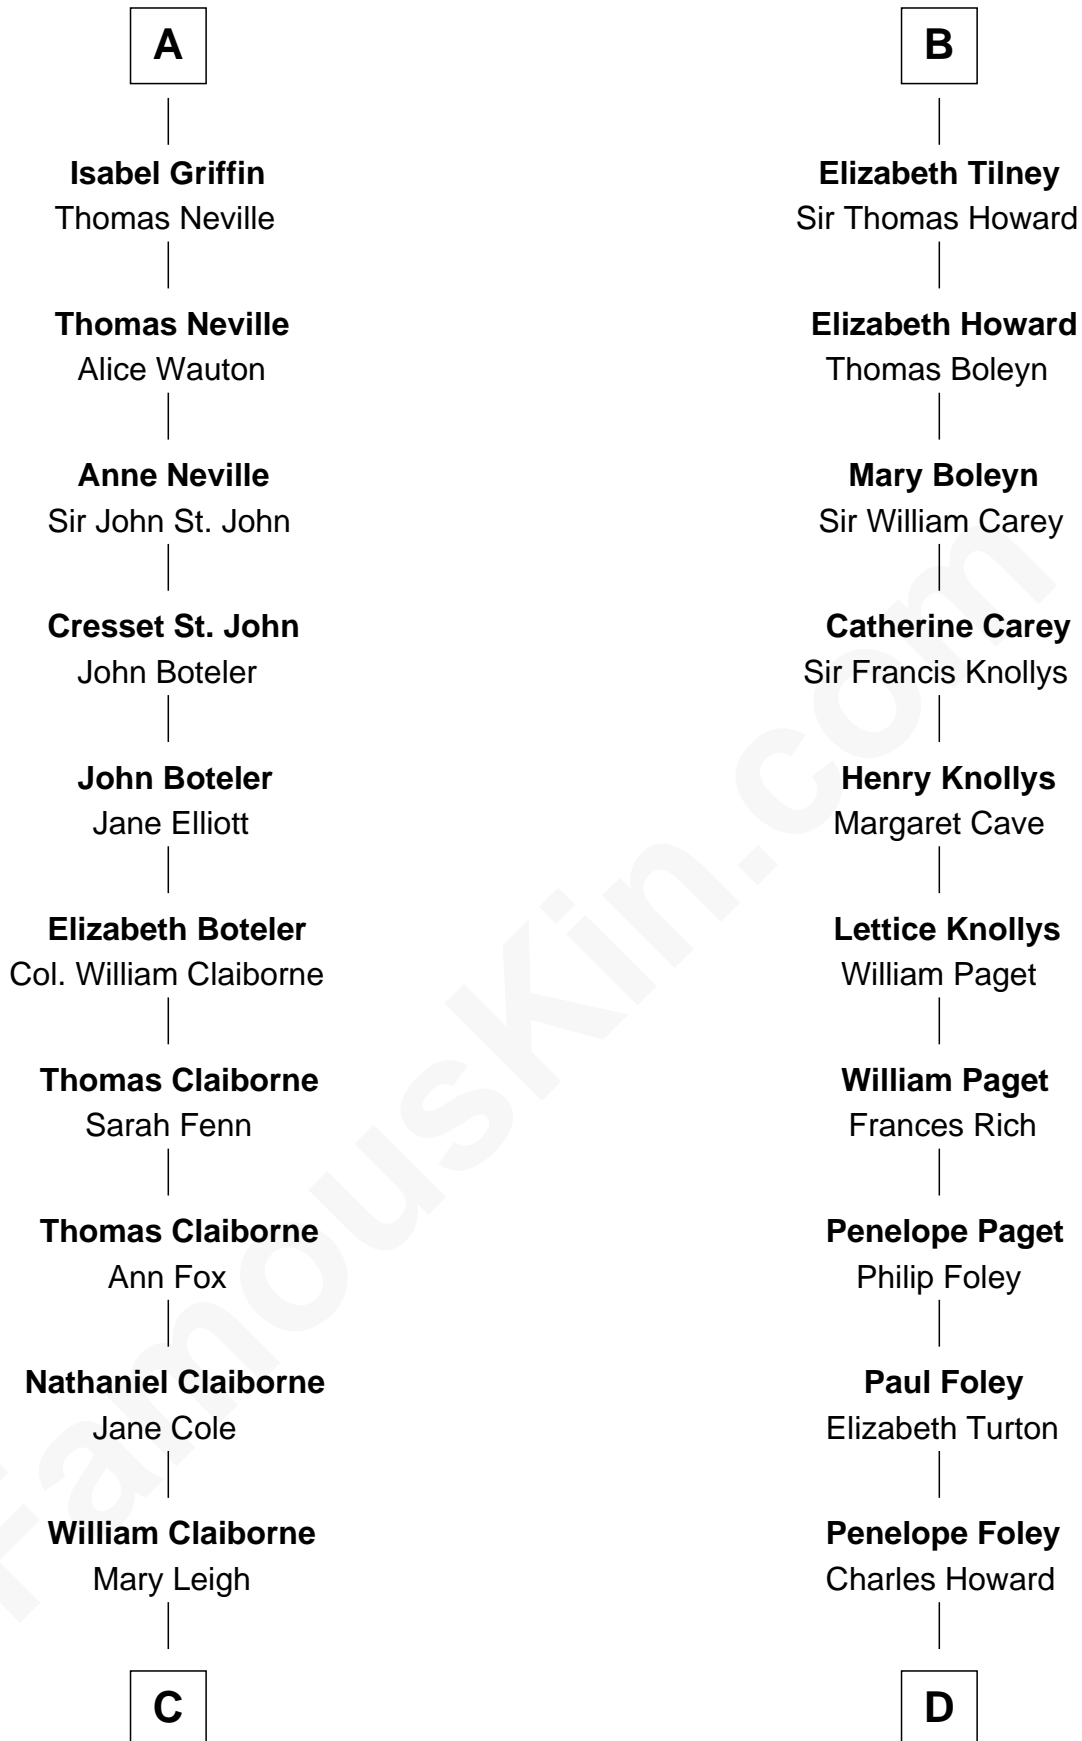 A
Isabel Griffin
Thomas Neville
Thomas Neville
Alice Wauton
Anne Neville
Sir John St. John
Cresset St. John
John Boteler
John Boteler
Jane Elliott
Elizabeth Boteler
Col. William Claiborne
Thomas Claiborne
Sarah Fenn
Thomas Claiborne
Ann Fox
Nathaniel Claiborne
Jane Cole
William Claiborne
Mary Leigh
C
B
Elizabeth Tilney
Sir Thomas Howard
Elizabeth Howard
Thomas Boleyn
Mary Boleyn
Sir William Carey
Catherine Carey
Sir Francis Knollys
Henry Knollys
Margaret Cave
Lettice Knollys
William Paget
William Paget
Frances Rich
Penelope Paget
Philip Foley
Paul Foley
Elizabeth Turton
Penelope Foley
Charles Howard
D
FamousKin.com